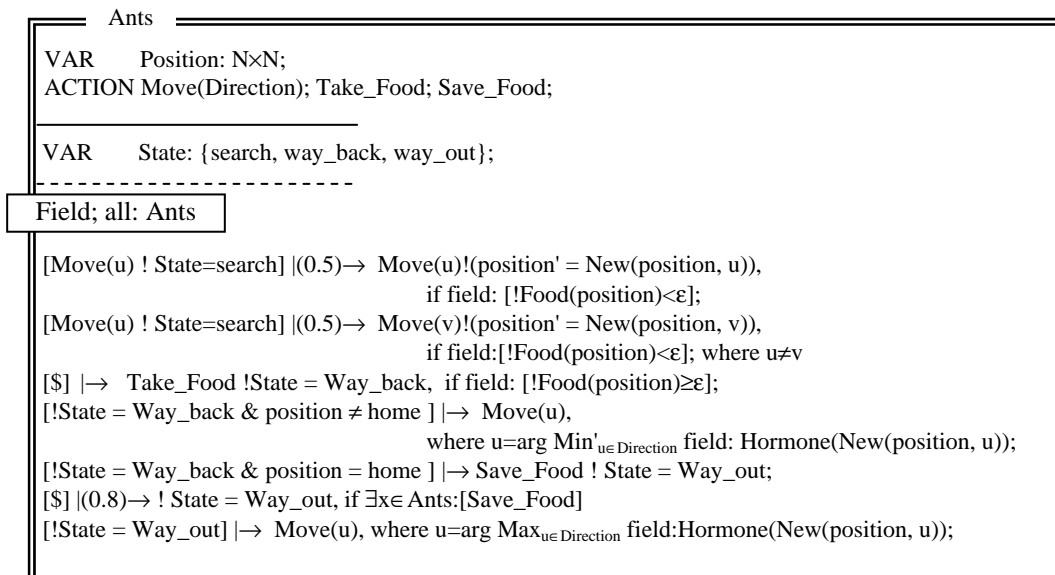 Ants
VAR Position: N×N;
ACTION Move(Direction); Take_Food; Save_Food;
VAR State: {search, way_back, way_out};
Field; all: Ants
[Move(u) ! State=search] |(0.5)→ Move(u)!(position' = New(position, u)),
if field: [!Food(position)<ε];
[Move(u) ! State=search] |(0.5)→ Move(v)!(position' = New(position, v)),
if field:[!Food(position)<ε]; where u≠v
[$] |→ Take_Food !State = Way_back, if field: [!Food(position)≥ε];
[!State = Way_back & position ≠ home ] |→ Move(u),
where u=arg Min'u∈Direction field: Hormone(New(position, u));
[!State = Way_back & position = home ] |→ Save_Food ! State = Way_out;
[$] |(0.8)→ ! State = Way_out, if ∃x∈Ants:[Save_Food]
[!State = Way_out] |→ Move(u), where u=arg Maxu∈Direction field:Hormone(New(position, u));